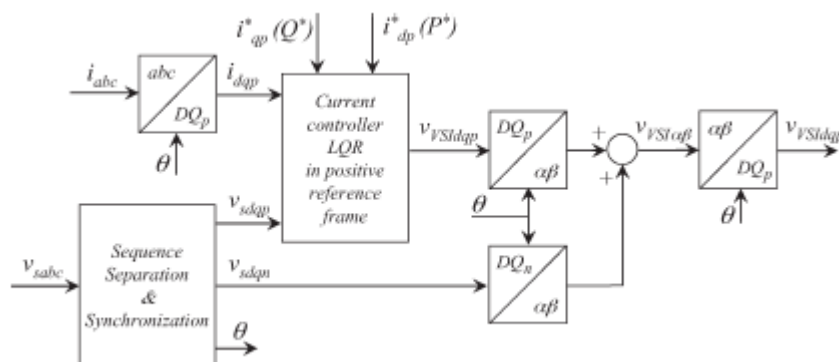 i*qp (Q*)
i*dp (P*)
iabc
abc
DQp
idqp
θ
Current
controller
LQR
in positive
reference
frame
vVSIdqp
DQp
αβ
+
+
vVSIαβ
αβ
DQp
vVSIdq
θ
θ
vsdqp
vsabc
Sequence
Separation
&
Synchronization
vsdqn
DQn
αβ
θ